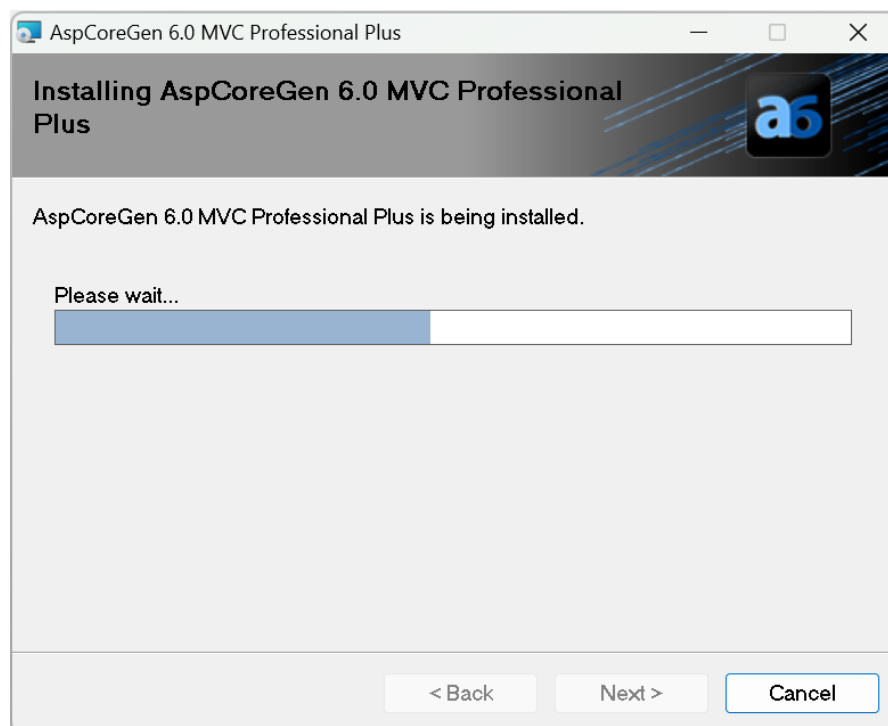 AspCoreGen 6.0 MVC Professional Plus
Installing AspCoreGen 6.0 MVC Professional
Plus
a6
AspCoreGen 6.0 MVC Professional Plus is being installed.
Please wait...
< Back
Next >
Cancel